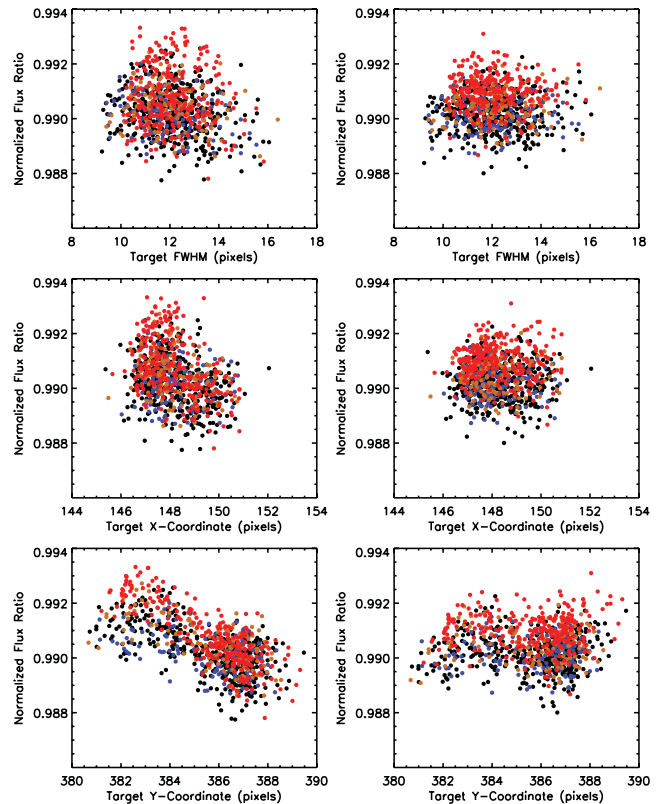 0.994
0.992
0.990
0.988
Normalized Flux Ratio
8 10 12 14 16 18
Target FWHM (pixels)
0.994
0.992
0.990
0.988
Normalized Flux Ratio
8 10 12 14 16 18
Target FWHM (pixels)
0.994
0.992
0.990
0.988
Normalized Flux Ratio
144 146 148 150 152 154
Target X-Coordinate (pixels)
0.994
0.992
0.990
0.988
Normalized Flux Ratio
144 146 148 150 152 154
Target X-Coordinate (pixels)
0.994
0.992
0.990
0.988
Normalized Flux Ratio
380 382 384 386 388 390
Target Y-Coordinate (pixels)
0.994
0.992
0.990
0.988
Normalized Flux Ratio
380 382 384 386 388 390
Target Y-Coordinate (pixels)